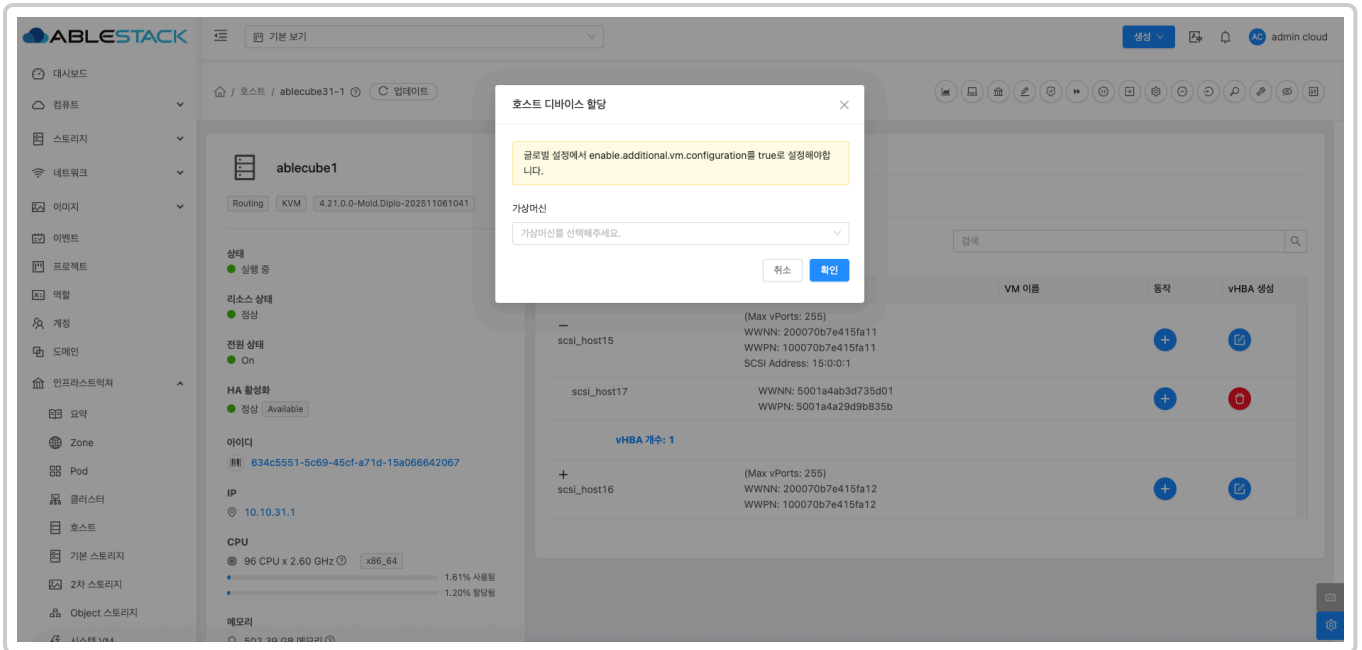 ABLESTACK
기본 보기
생성
AC
admin cloud
대시보드
컴퓨트
스토리지
네트워크
이미지
이벤트
프로젝트
역할
계정
도메인
인프라스트럭쳐
요약
Zone
Pod
클러스터
호스트
기본 스토리지
2차 스토리지
Object 스토리지
시스템 VM
/ 호스트 / ablecube31-1
업데이트
ablecube1
Routing
KVM
4.21.0.0-Mold.Diplo-202511061041
상태
실행 중
리소스 상태
정상
전원 상태
On
HA 활성화
정상 Available
아이디
634c5551-5c69-45cf-a71d-15a066642067
IP
10.10.31.1
CPU
96 CPU x 2.60 GHz
x86_64
1.61% 사용됨
1.20% 할당됨
메모리
502.39 GB 메모리
호스트 디바이스 할당
글로벌 설정에서 enable.additional.vm.configuration를 true로 설정해야합
니다.
가상머신
가상머신를 선택해주세요.
취소
확인
검색
VM 이름
동작
vHBA 생성
scsi_host15
(Max vPorts: 255)
WWNN: 200070b7e415fa11
WWPN: 100070b7e415fa11
SCSI Address: 15:0:0:1
scsi_host17
WWNN: 5001a4ab3d735d01
WWPN: 5001a4a29d9b835b
vHBA 개수: 1
scsi_host16
(Max vPorts: 255)
WWNN: 200070b7e415fa12
WWPN: 100070b7e415fa12